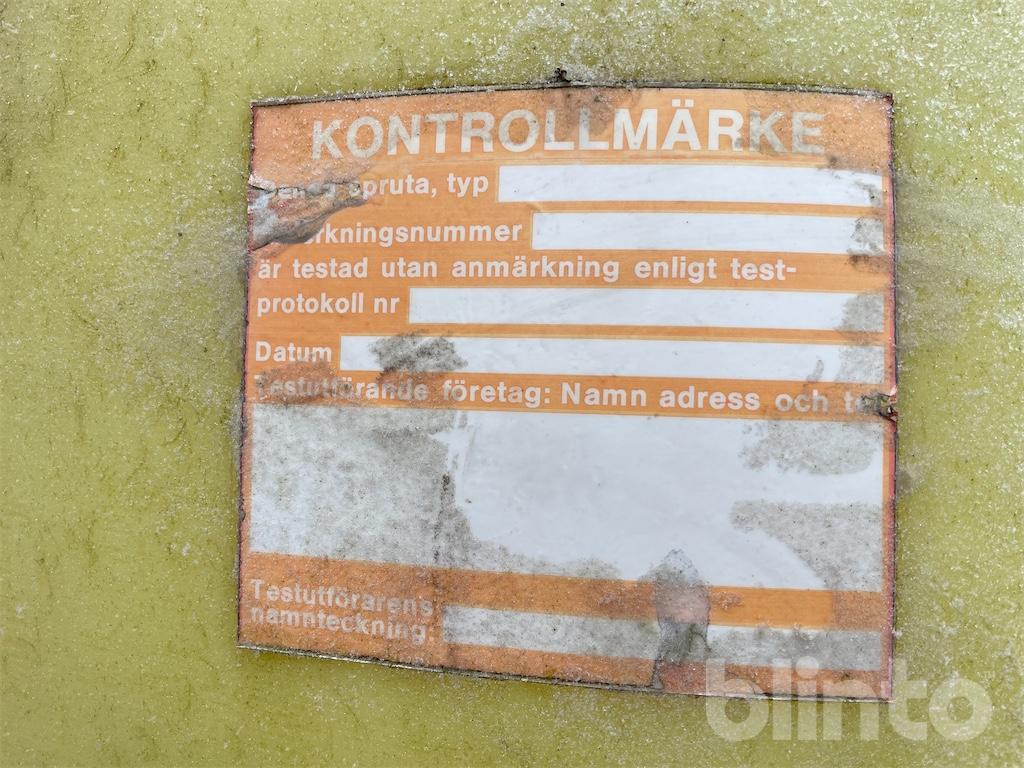 KONTROLLMÄRKE
spruta, typ
är testad utan anmärkning enligt test-
protokoll nr
Datum
Testutförande företag: Namn adress och
Testutförarens
namnteckning:
blinto